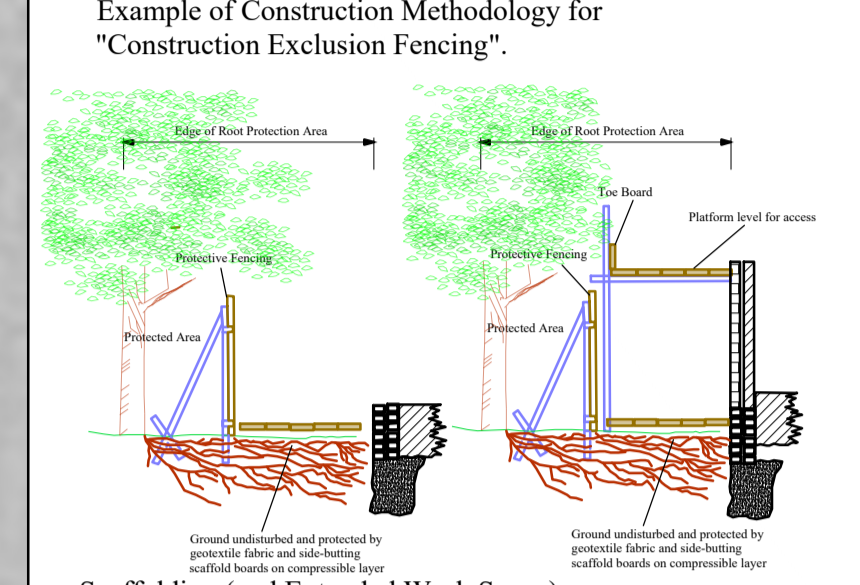 Example of Construction Methodology for
"Construction Exclusion Fencing".
Edge of Root Protection Area
Protective Fencing
Protected Area
Ground undisturbed and protected by
geotextile fabric and side-butting
scaffold boards on compressible layer
Edge of Root Protection Area
Toe Board
Platform level for access
Protective Fencing
Protected Area
Ground undisturbed and protected by
geotextile fabric and side-butting
scaffold boards on compressible layer